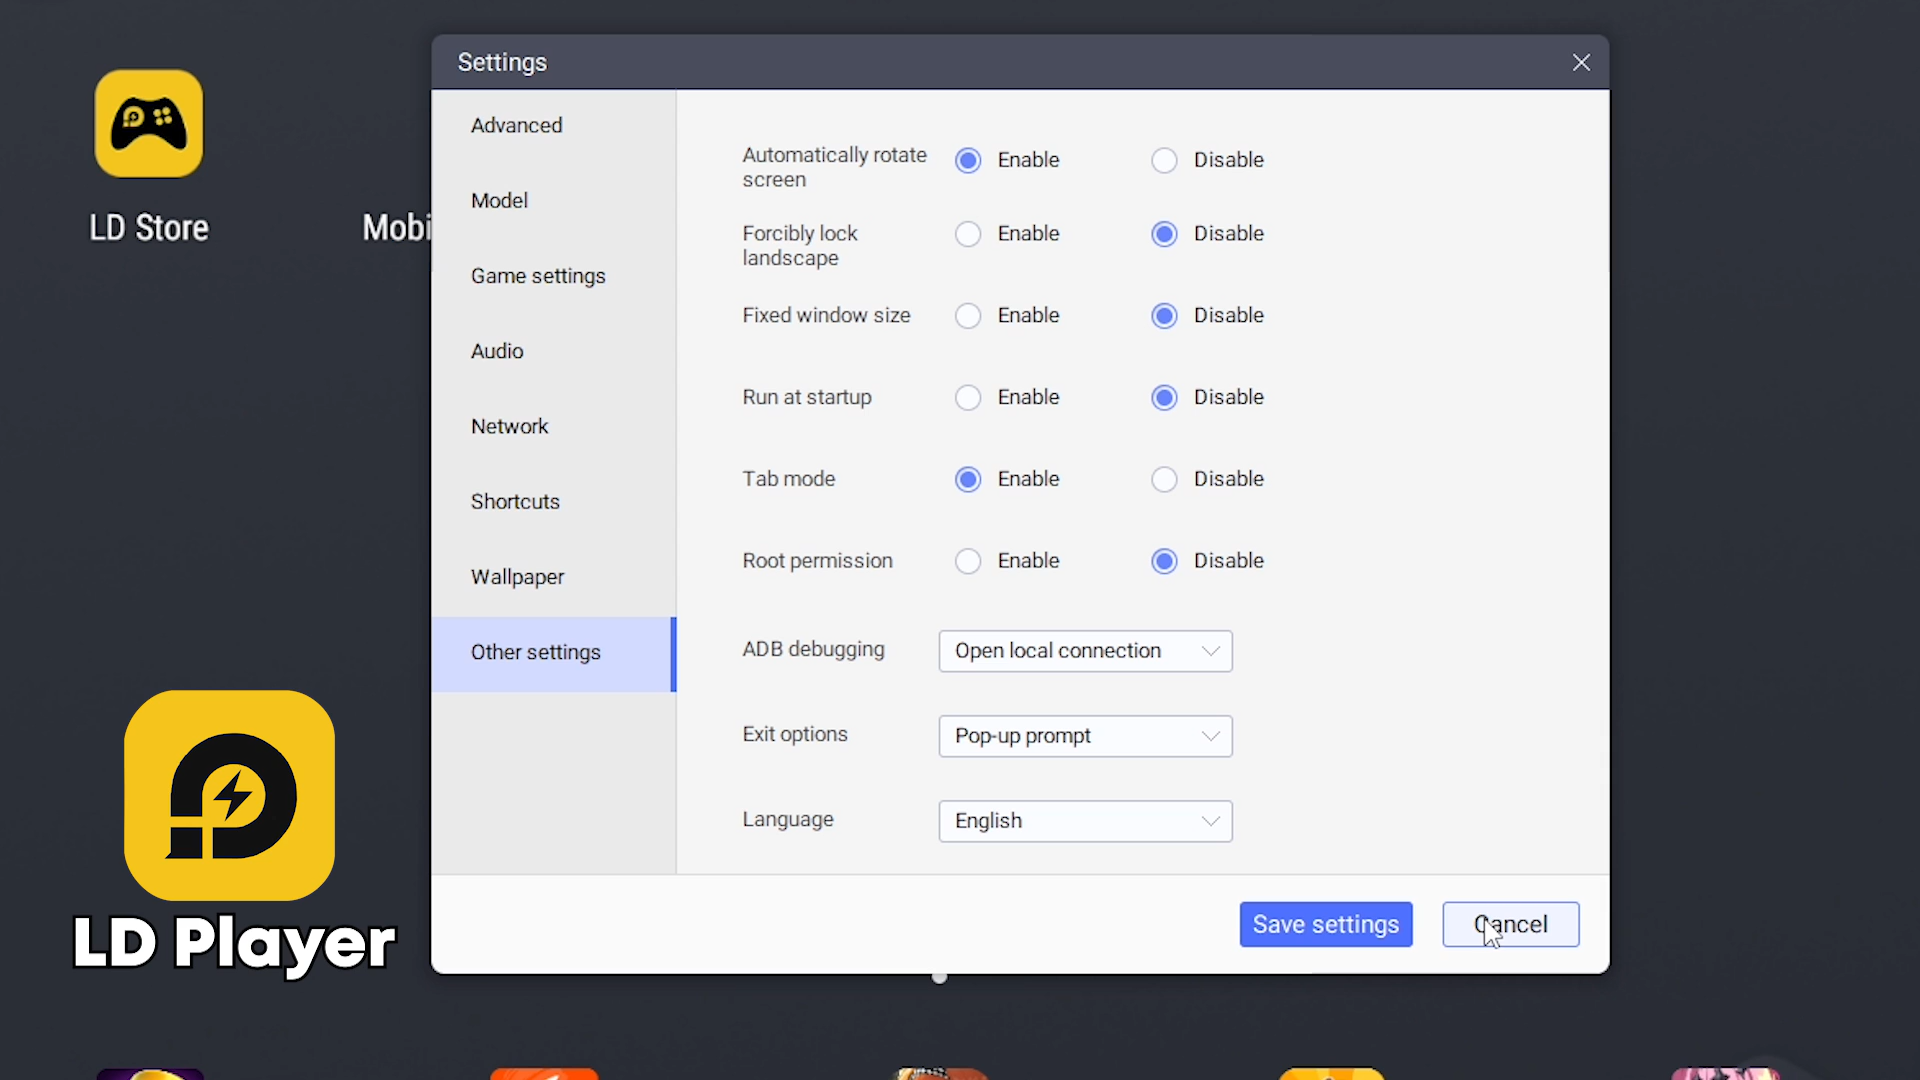 Settings
LD Store
Mobi
Advanced
Model
Game settings
Audio
Network
Shortcuts
Wallpaper
Other settings
Automatically rotate
screen
Enable Disable
Forcibly lock
landscape
Enable Disable
Fixed window size Enable Disable
Run at startup Enable Disable
Tab mode Enable Disable
Root permission Enable Disable
ADB debugging Open local connection
Exit options Pop-up prompt
Language English
Save settings Cancel
LD Player